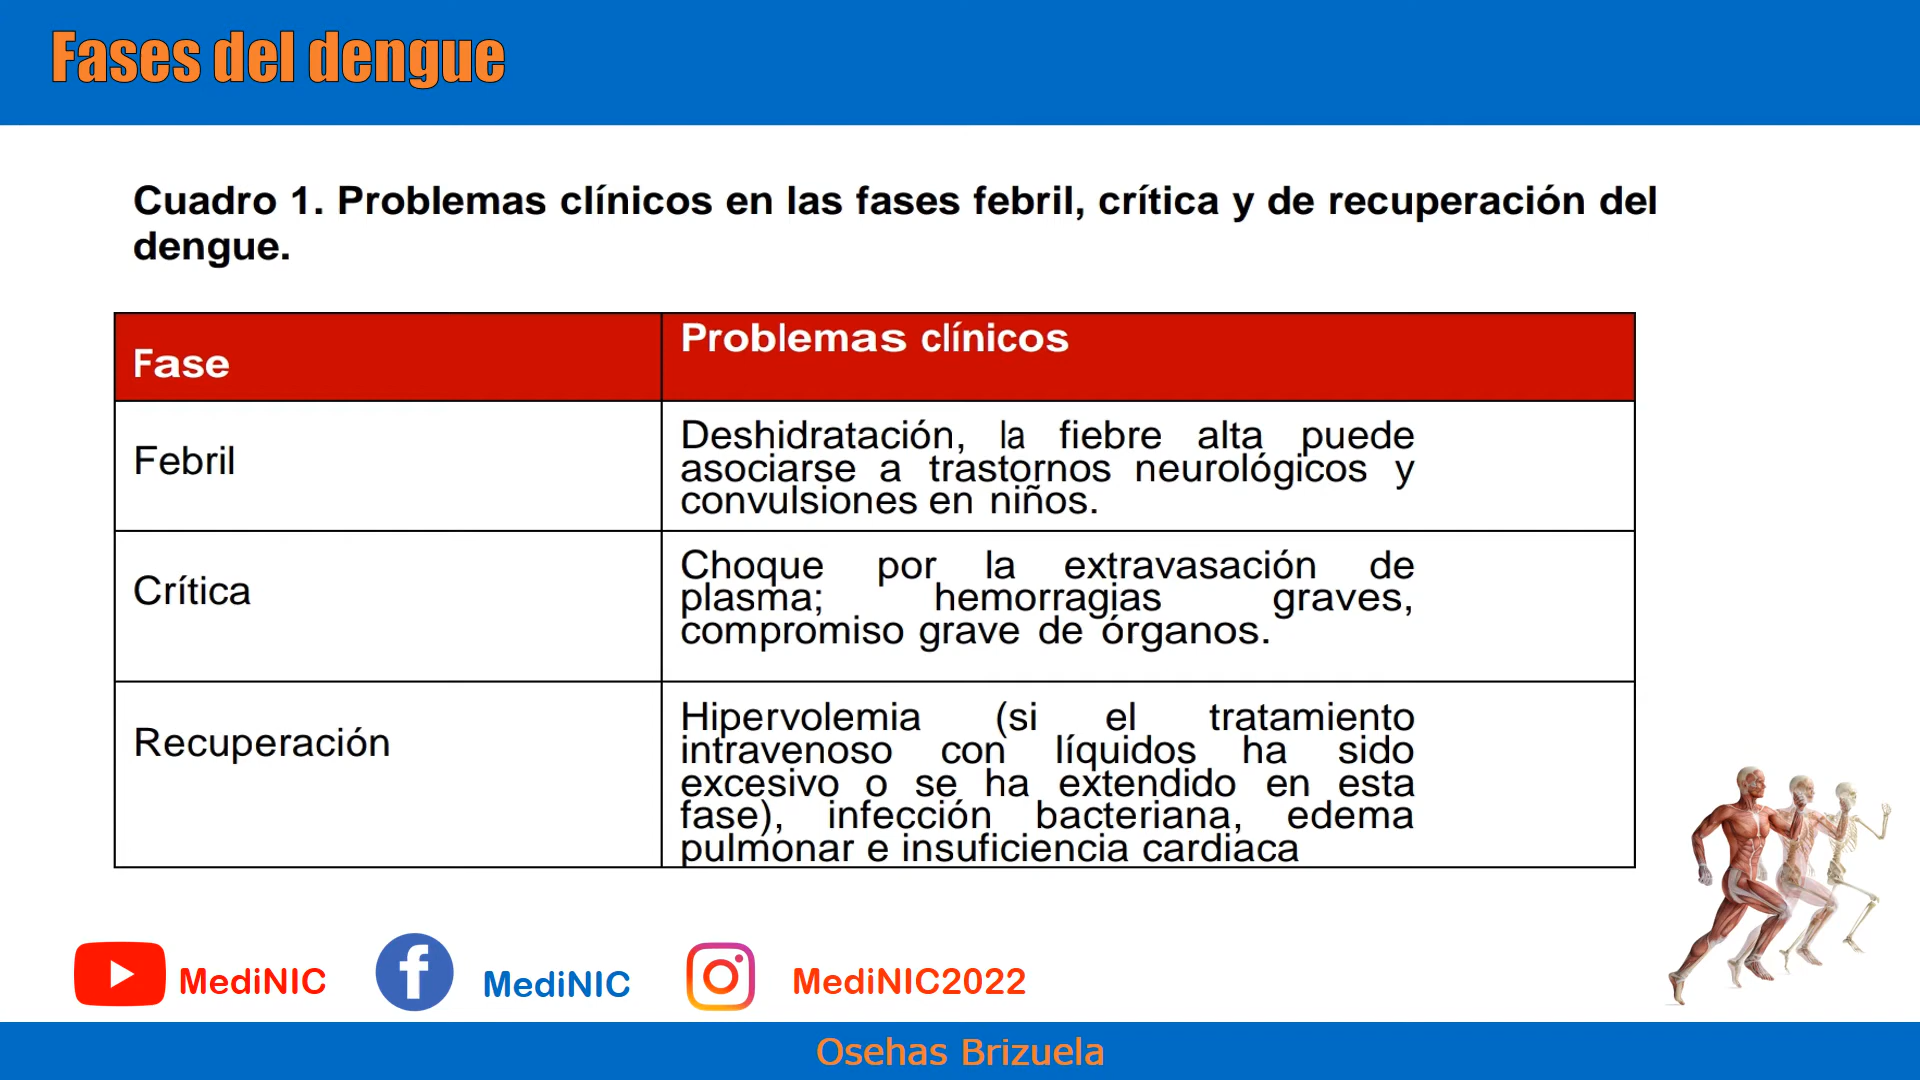 Fases del dengue
Cuadro 1. Problemas clínicos en las fases febril, crítica y de recuperación del
dengue.
Fase
Problemas clínicos
Febril
Deshidratación, la fiebre alta puede
asociarse a trastornos neurológicos y
convulsiones en niños.
Crítica
Choque por la extravasación de
plasma; hemorragias graves,
compromiso grave de órganos.
Recuperación
Hipervolemia (si el tratamiento
intravenoso con líquidos ha sido
excesivo o se ha extendido en esta
fase), infección bacteriana, edema
pulmonar e insuficiencia cardiaca
MediNIC
MediNIC
MediNIC2022
Osehas Brizuela